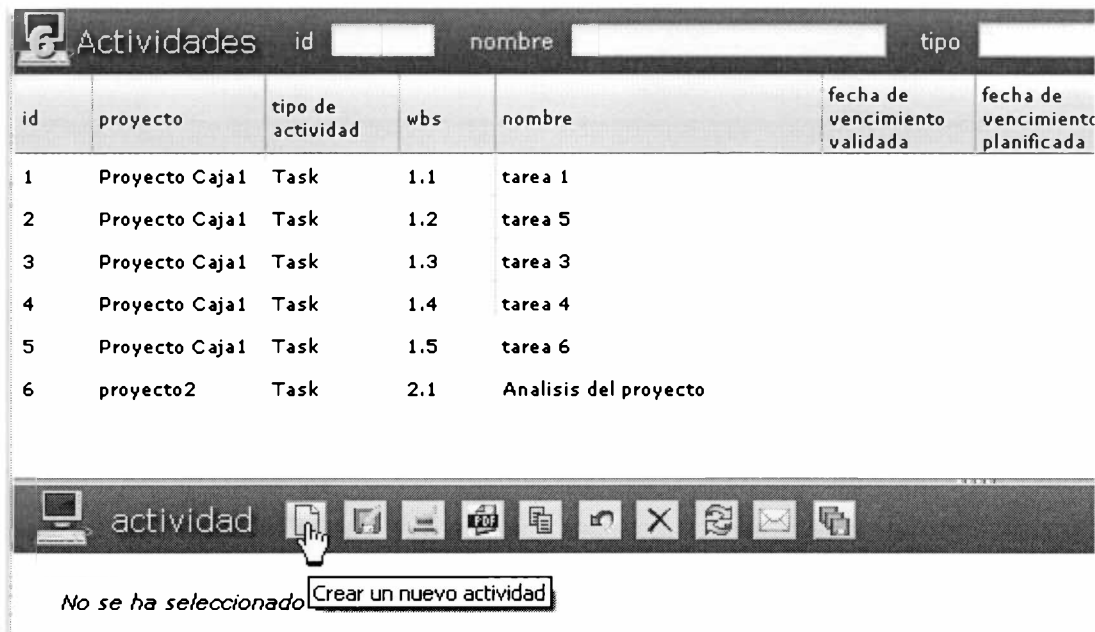 6 Actividades id nombre tipo
id proyecto tipo de actividad wbs nombre fecha de vencimiento validada fecha de vencimiento planificada
1 Proyecto Caja1 Task 1.1 tarea 1
2 Proyecto Caja1 Task 1.2 tarea 5
3 Proyecto Caja1 Task 1.3 tarea 3
4 Proyecto Caja1 Task 1.4 tarea 4
5 Proyecto Caja1 Task 1.5 tarea 6
6 proyecto2 Task 2.1 Analisis del proyecto
actividad PDF
No se ha seleccionado Crear un nuevo actividad